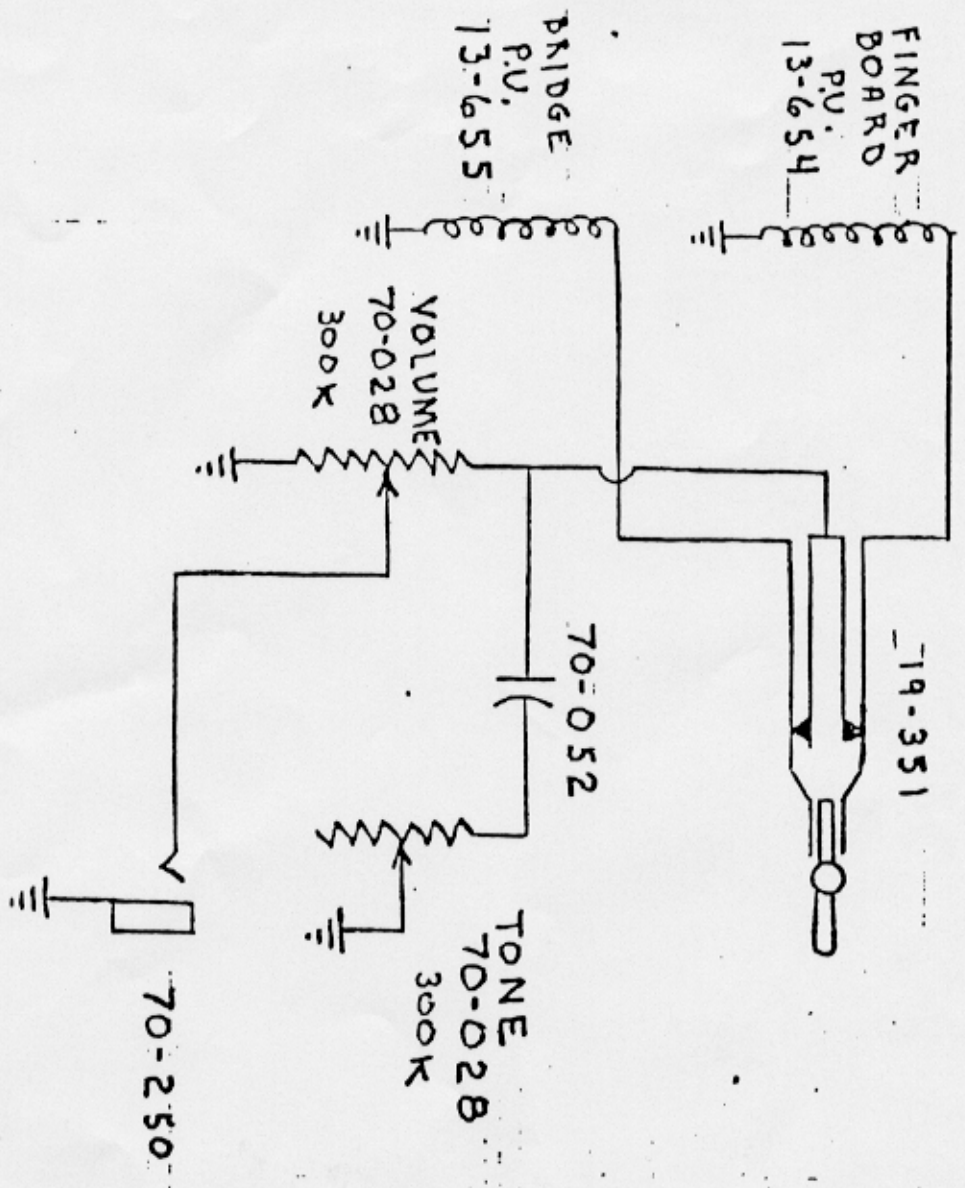 FINGER
BOARD
P.U.
13-654
BRIDGE
P.U.
13-655
19-351
VOLUME
70-028
300K
70-052
TONE
70-028
300K
70-250